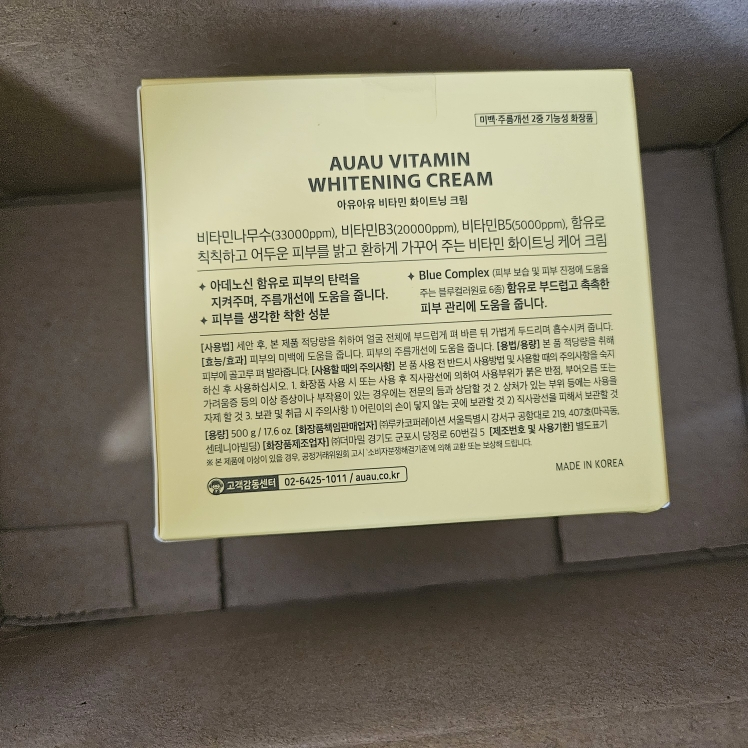 미백·주름개선 2중 기능성 화장품
AUAU VITAMIN
WHITENING CREAM
아유아유 비타민 화이트닝 크림
비타민나무수(33000ppm), 비타민B3(20000ppm), 비타민B5(5000ppm), 함유로
칙칙하고 어두운 피부를 밝고 환하게 가꾸어 주는 비타민 화이트닝 케어 크림
✦ 아데노신 함유로 피부의 탄력을
지켜주며, 주름개선에 도움을 줍니다.
✦ 피부를 생각한 착한 성분
✦ Blue Complex (피부 보습 및 피부 진정에 도움을
주는 블루컬러원료 6종) 함유로 부드럽고 촉촉한
피부 관리에 도움을 줍니다.
[사용법] 세안 후, 본 제품 적당량을 취하여 얼굴 전체에 부드럽게 펴 바른 뒤 가볍게 두드리며 흡수시켜 줍니다.
[효능/효과] 피부의 미백에 도움을 줍니다. 피부의 주름개선에 도움을 줍니다. [용법/용량] 본 품 적당량을 취해
피부에 골고루 펴 발라줍니다. [사용할 때의 주의사항] 본 품 사용 전 반드시 사용방법 및 사용할 때의 주의사항을 숙지
하신 후 사용하십시오. 1. 화장품 사용 시 또는 사용 후 직사광선에 의하여 사용부위가 붉은 반점, 부어오름 또는
가려움증 등의 이상 증상이나 부작용이 있는 경우에는 전문의 등과 상담할 것 2. 상처가 있는 부위 등에는 사용을
자제 할 것 3. 보관 및 취급 시 주의사항 1) 어린이의 손이 닿지 않는 곳에 보관할 것 2) 직사광선을 피해서 보관할 것
[용량] 500 g / 17.6 oz. [화장품책임판매업자] ㈜루카코퍼레이션 서울특별시 강서구 공항대로 219, 407호(마곡동,
센테니아빌딩) [화장품제조업자] ㈜더마밀 경기도 군포시 당정로 60번길 5 [제조번호 및 사용기한] 별도표기
※ 본 제품에 이상이 있을 경우, 공정거래위원회 고시 '소비자분쟁해결기준'에 의해 교환 또는 보상해 드립니다.
고객감동센터 02-6425-1011 / auau.co.kr
MADE IN KOREA